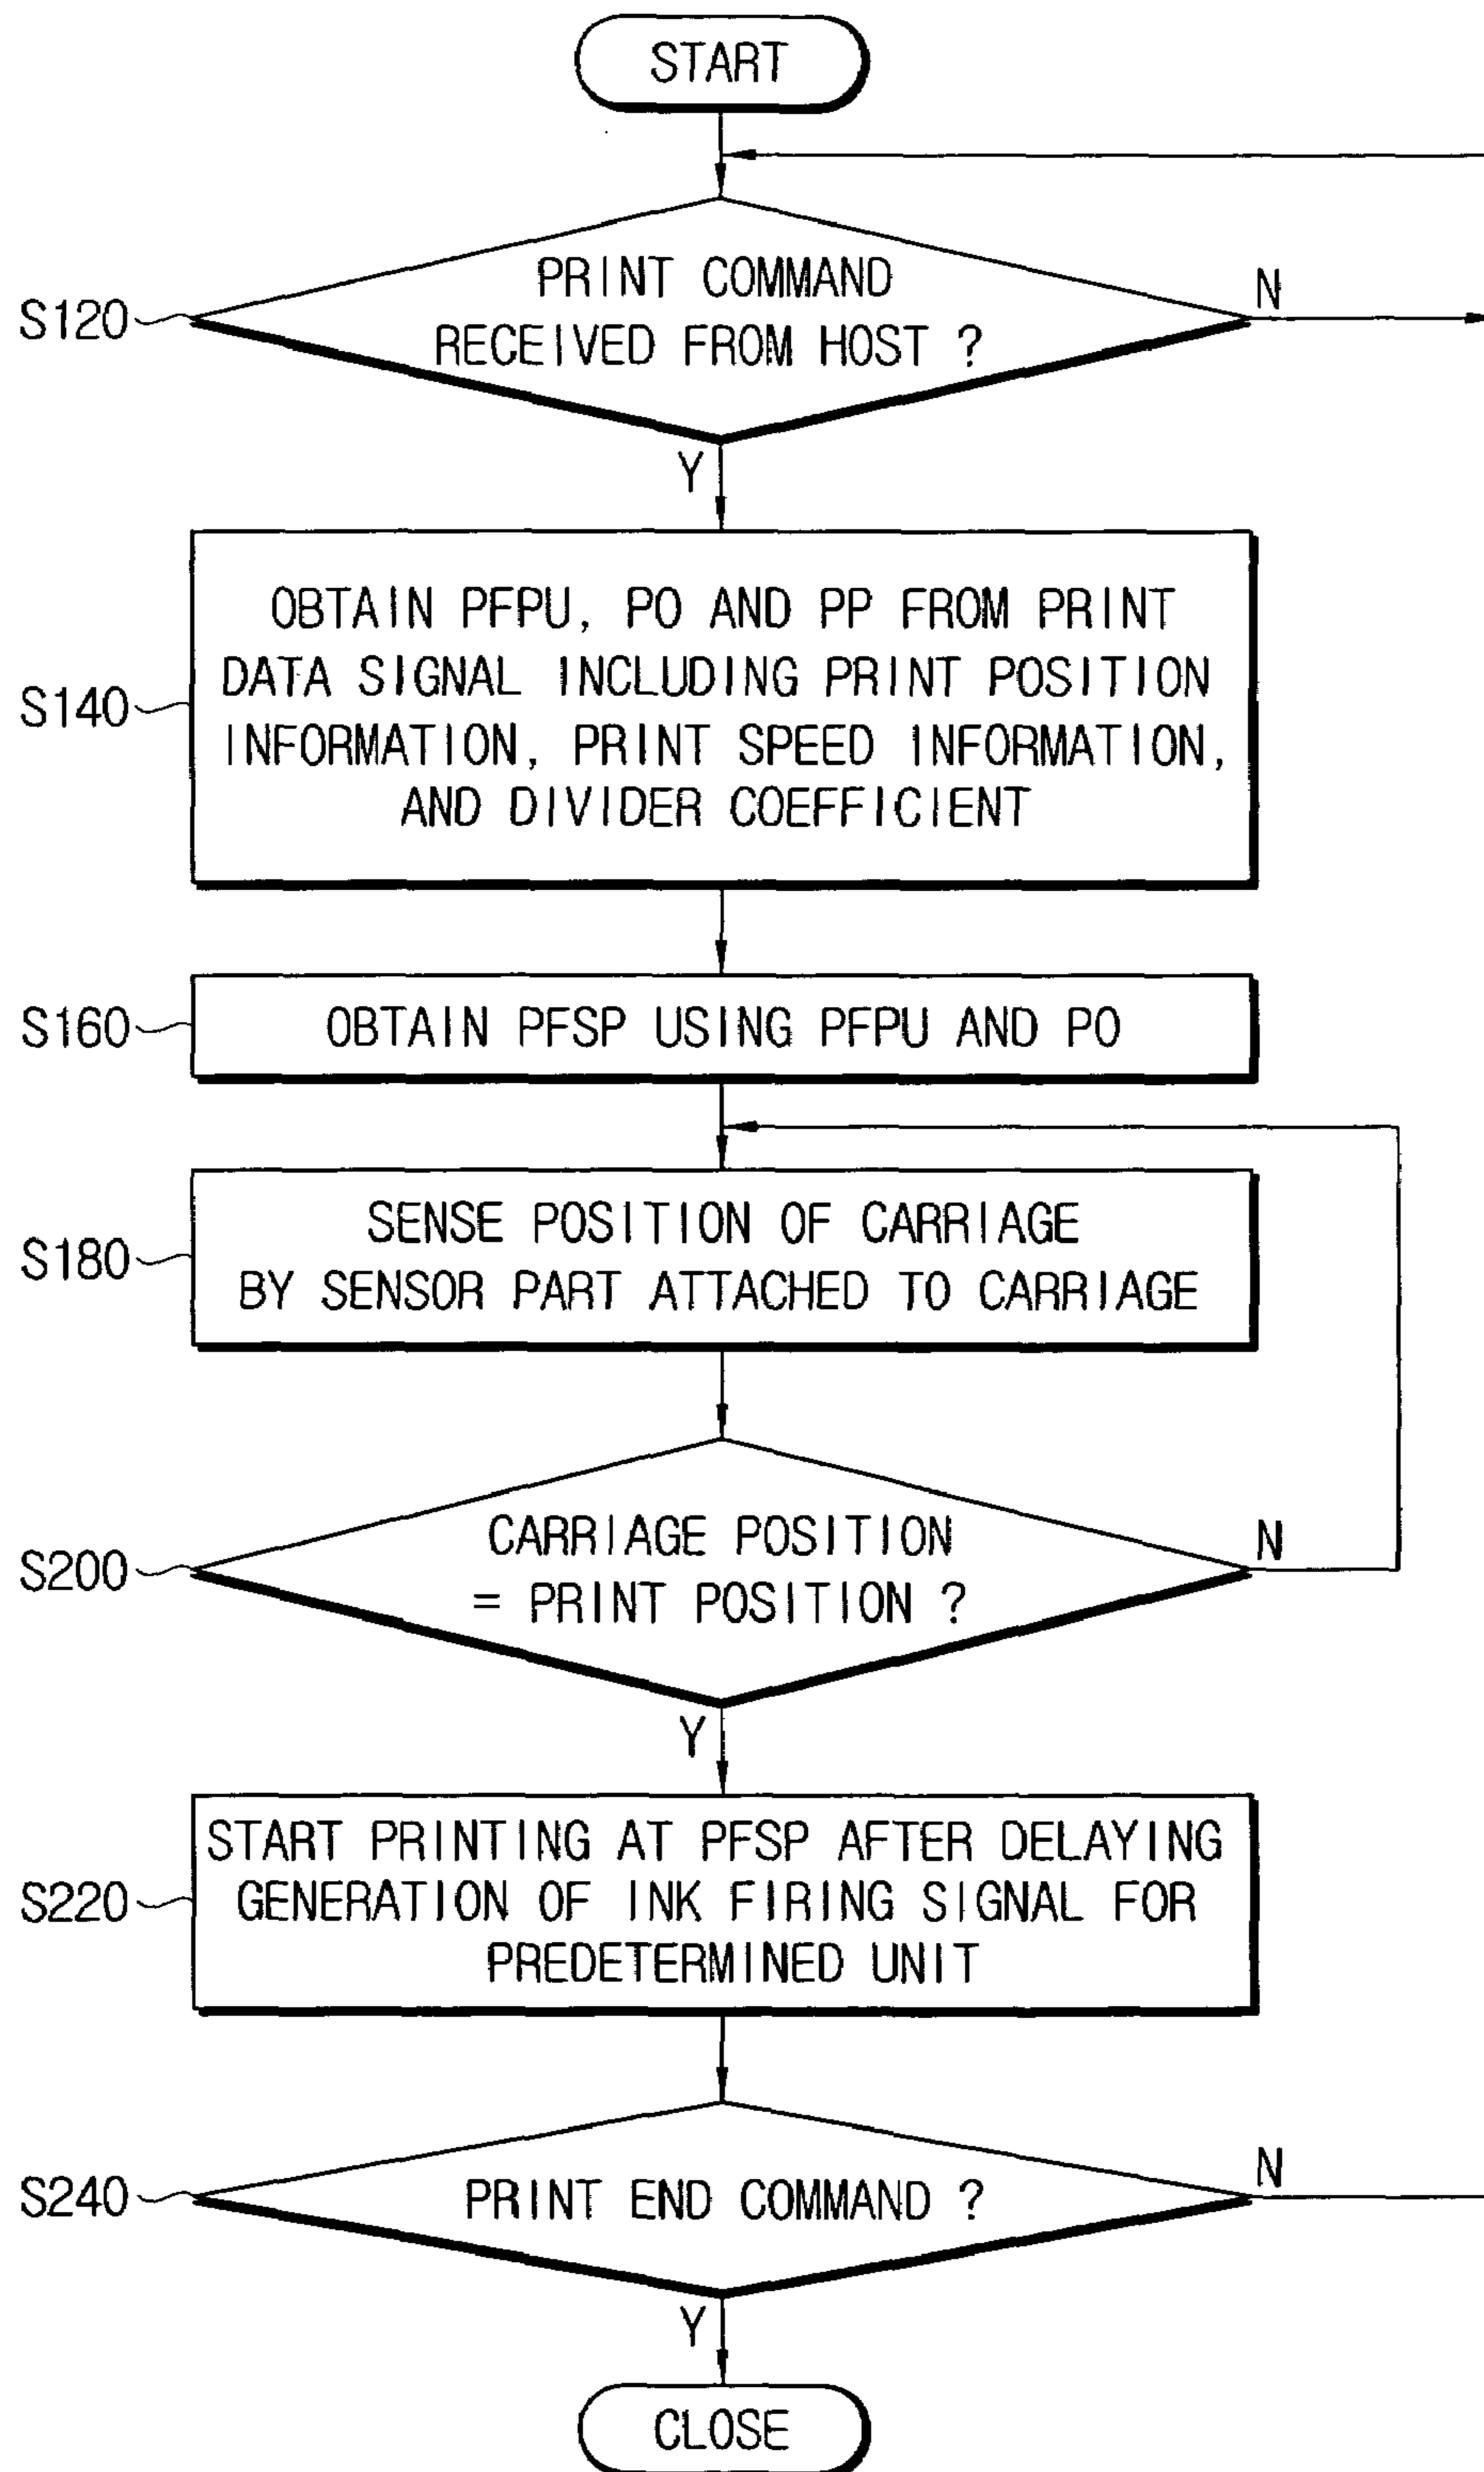 START
PRINT COMMAND
RECEIVED FROM HOST ?
N
S120
Y
OBTAIN PFPU, PO AND PP FROM PRINT
DATA SIGNAL INCLUDING PRINT POSITION
INFORMATION, PRINT SPEED INFORMATION,
AND DIVIDER COEFFICIENT
S140
S160
OBTAIN PFSP USING PFPU AND PO
SENSE POSITION OF CARRIAGE
BY SENSOR PART ATTACHED TO CARRIAGE
S180
CARRIAGE POSITION
= PRINT POSITION ?
N
S200
Y
START PRINTING AT PFSP AFTER DELAYING
GENERATION OF INK FIRING SIGNAL FOR
PREDETERMINED UNIT
S220
N
S240
PRINT END COMMAND ?
Y
CLOSE